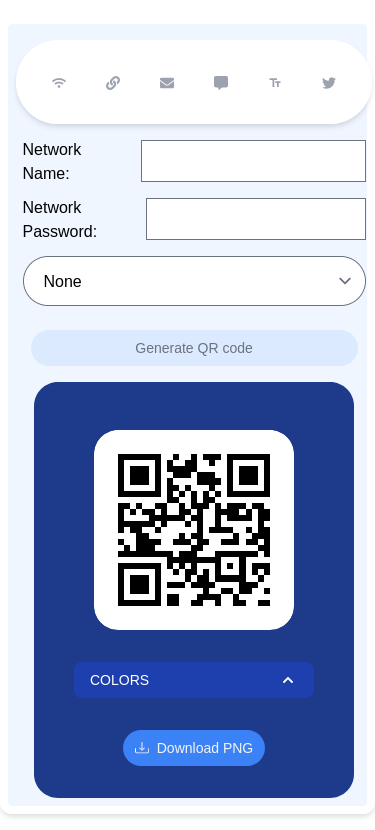 Network
Name:
Network
Password:
None
Generate QR code
COLORS
Download PNG